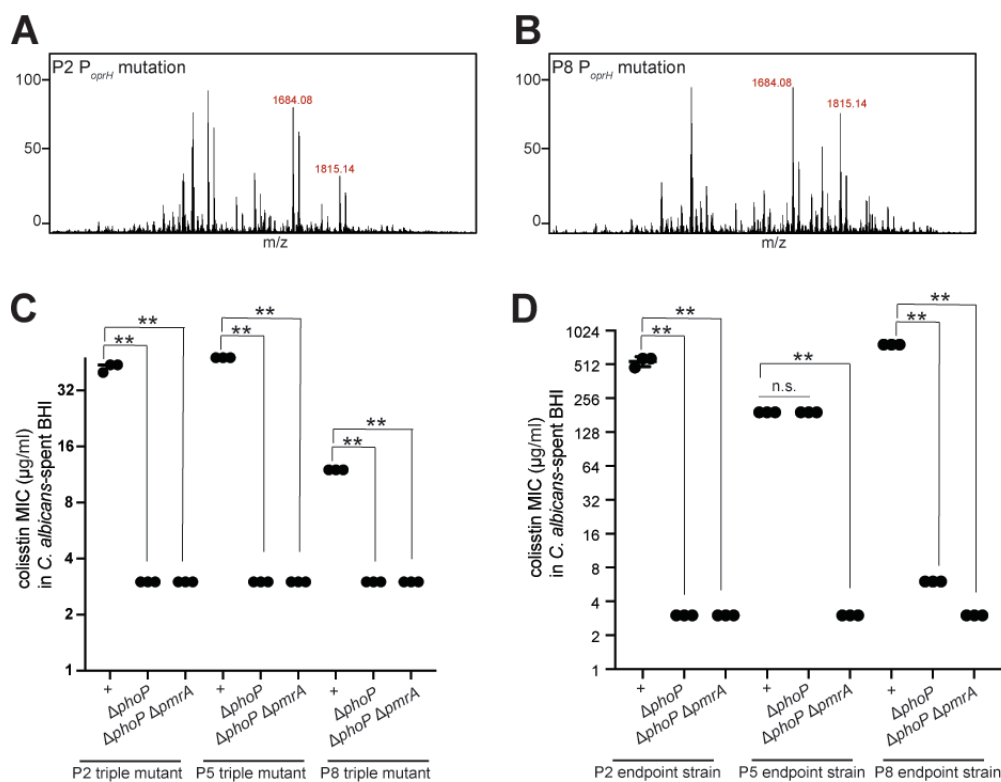 A
P2 PoprH mutation
100
50
0
1684.08
1815.14
m/z
B
P8 PoprH mutation
100
50
0
1684.08
1815.14
m/z
C
colisstin MIC (µg/ml)
in C. albicans-spent BHI
32
16
8
4
2
1
** ** ** ** ** **
+ ΔphoP ΔphoP ΔpmrA + ΔphoP ΔphoP ΔpmrA + ΔphoP ΔphoP ΔpmrA
P2 triple mutant P5 triple mutant P8 triple mutant
D
colisstin MIC (µg/ml)
in C. albicans-spent BHI
1024
512
256
128
64
32
16
8
4
2
1
** ** ** n.s. ** **
+ ΔphoP ΔphoP ΔpmrA + ΔphoP ΔphoP ΔpmrA + ΔphoP ΔphoP ΔpmrA
P2 endpoint strain P5 endpoint strain P8 endpoint strain